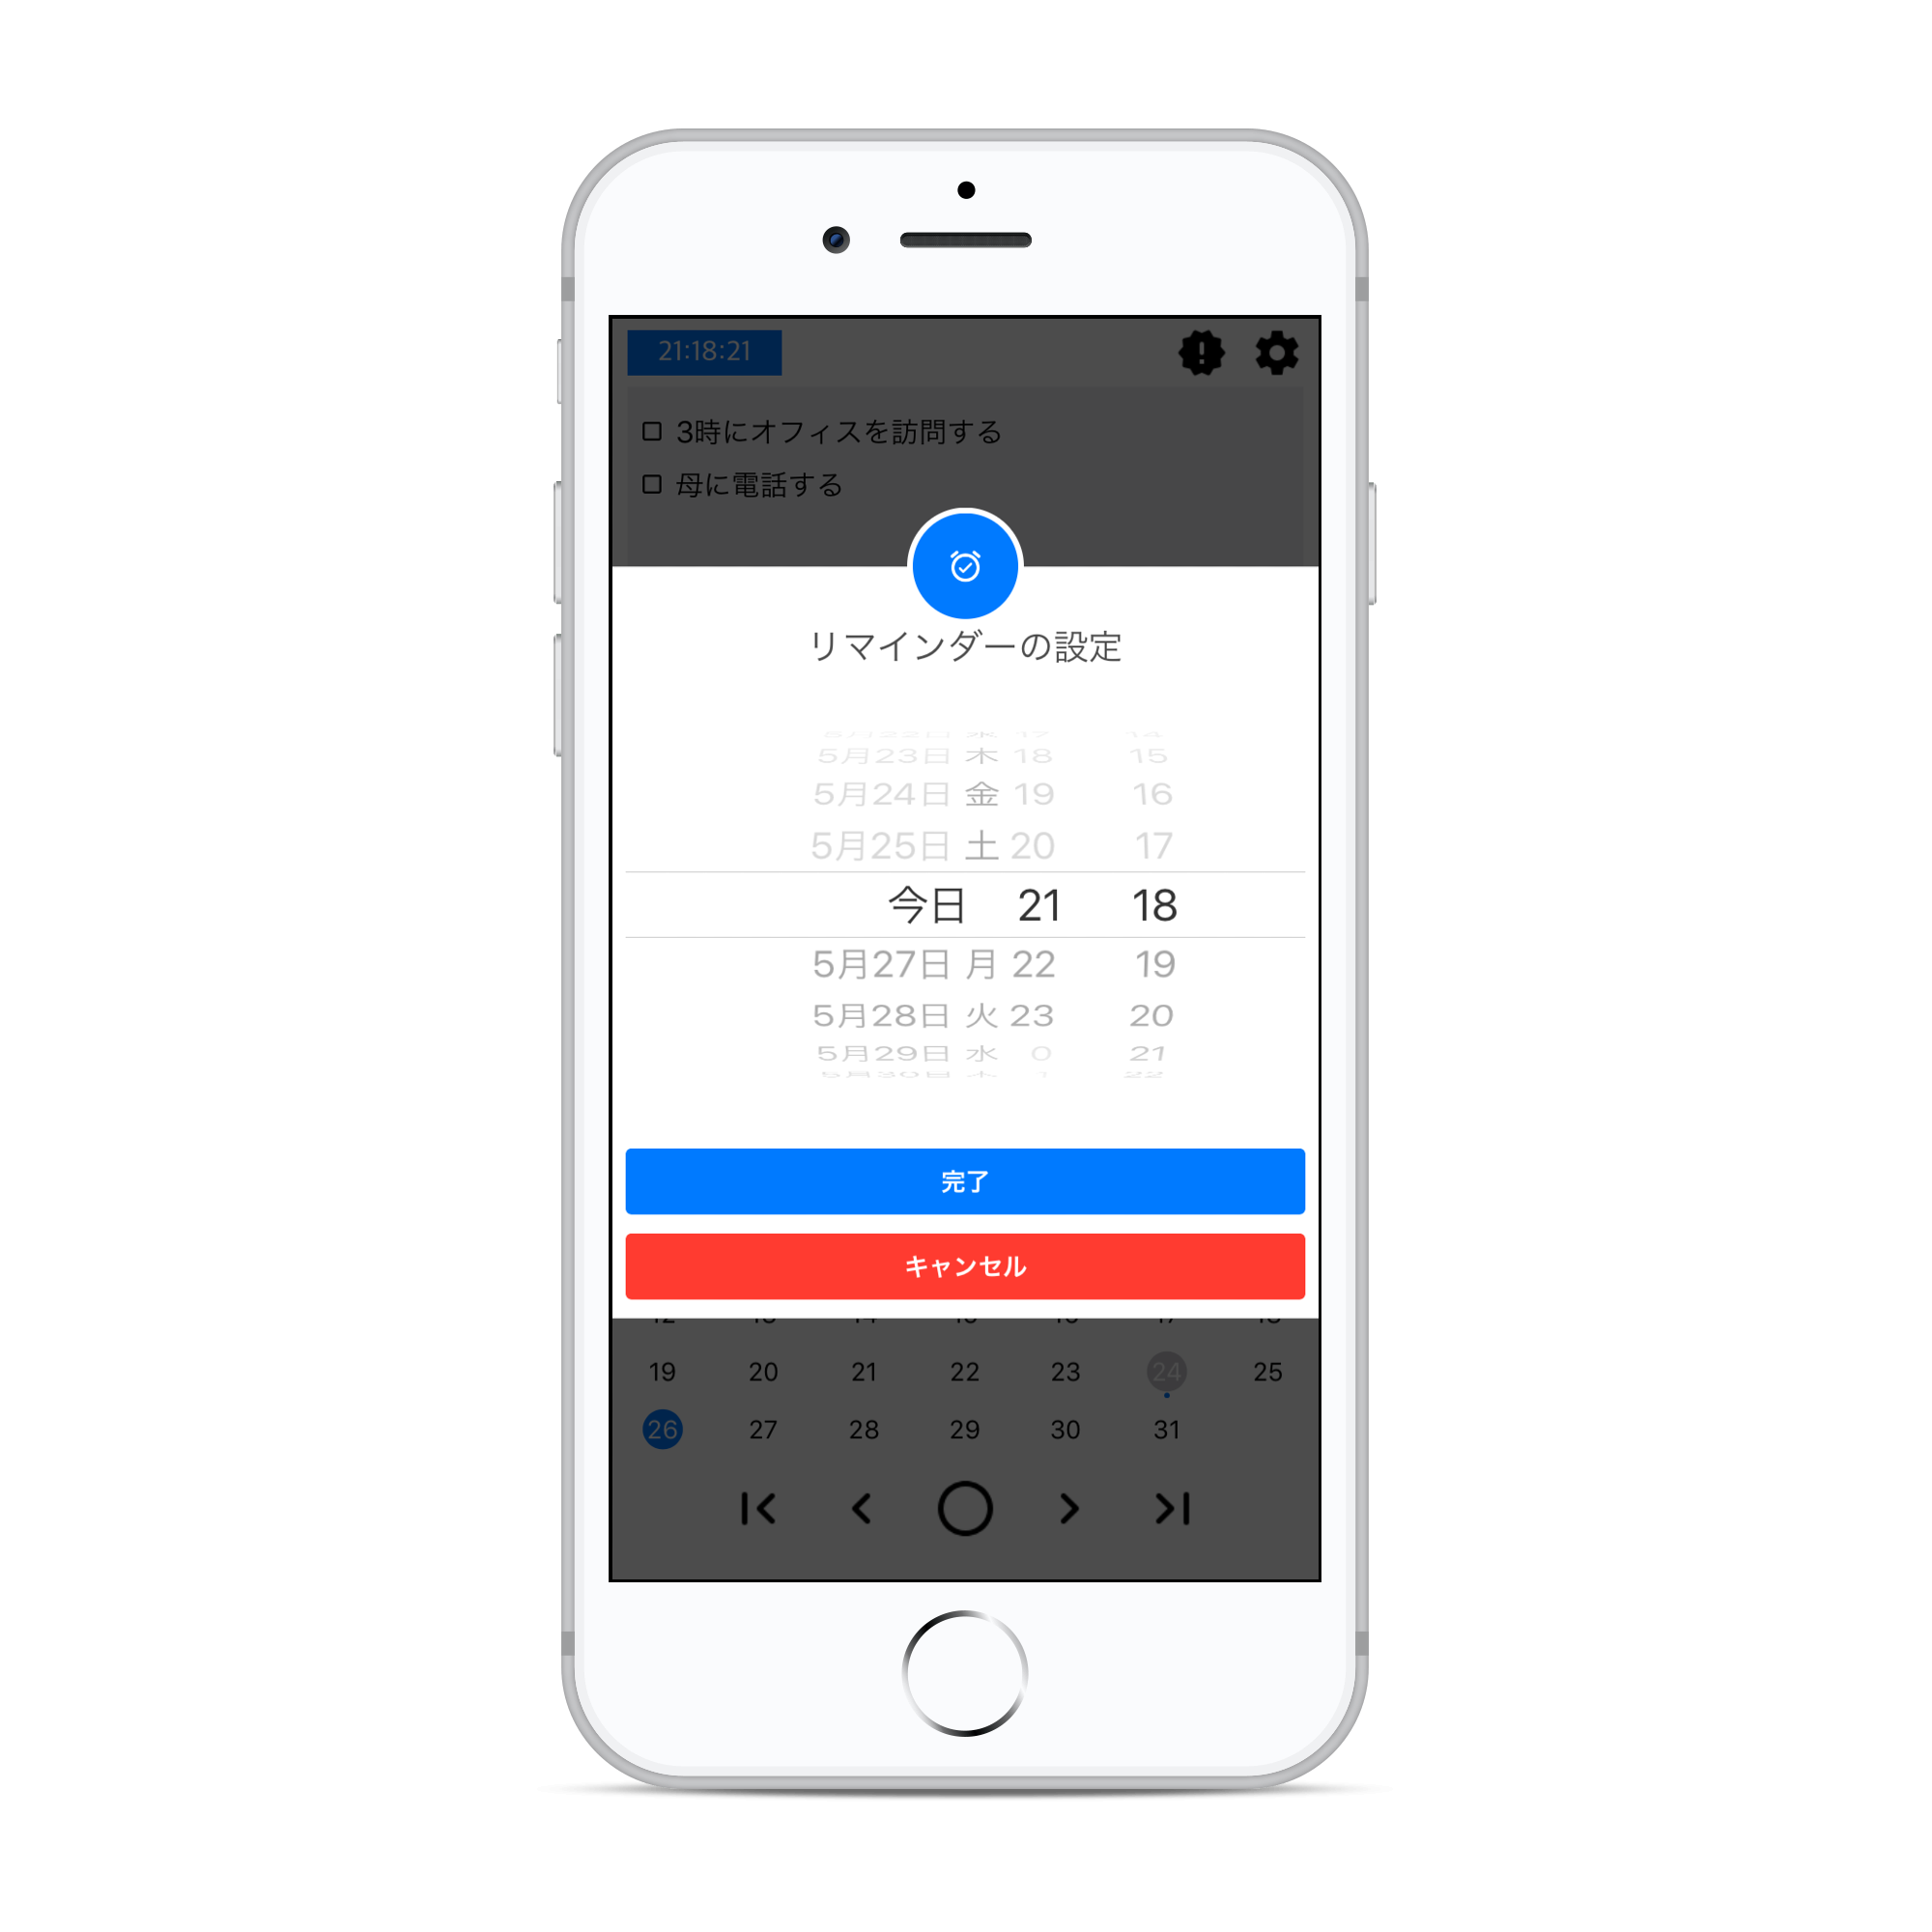 21:18:21
3時にオフィスを訪問する
母に電話する
リマインダーの設定
5月23日 木 18 15
5月24日 金 19 16
5月25日 土 20 17
今日 21 18
5月27日 月 22 19
5月28日 火 23 20
5月29日 水 0 21
完了
キャンセル
19 20 21 22 23 24 25
26 27 28 29 30 31